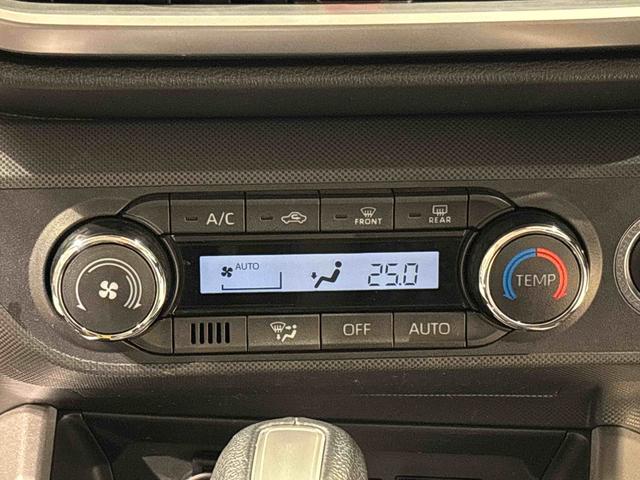 A/C
FRONT
REAR
AUTO
25.0
TEMP
OFF
AUTO